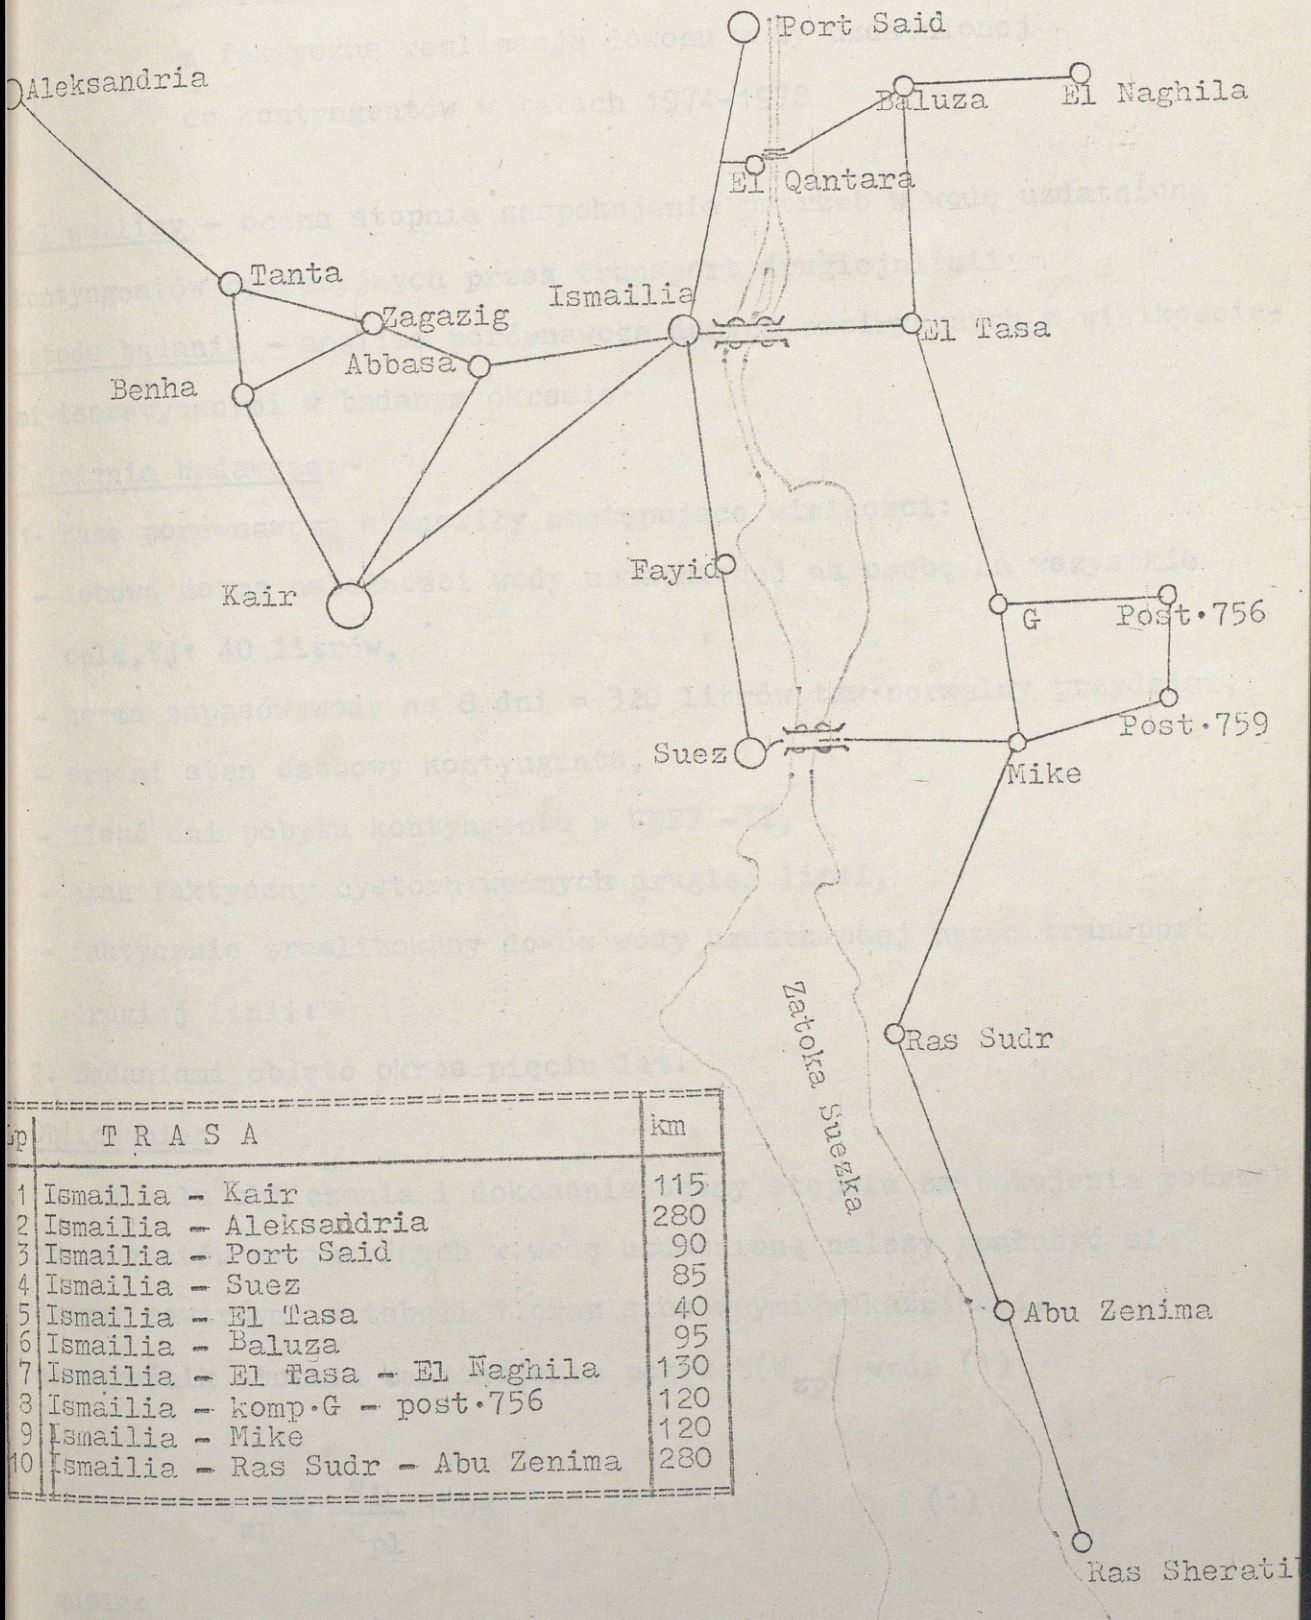 Port Said
Aleksandria
Baluza
El Naghila
El Qantara
Tanta
Ismailia
Zagazig
El Tasa
Abbasa
Benha
Fayid
Kair
G
Post.756
Post.759
Suez
Mike
Zatoka Suezka
Ras Sudr
Lp T R A S A km
1 Ismailia - Kair 115
2 Ismailia - Aleksandria 280
3 Ismailia - Port Said 90
4 Ismailia - Suez 85
5 Ismailia - El Tasa 40
6 Ismailia - Baluza 95
7 Ismailia - El Tasa - El Naghila 130
8 Ismailia - komp.G - post.756 120
9 Ismailia - Mike 120
10 Ismailia - Ras Sudr - Abu Zenima 280
Abu Zenima
Ras